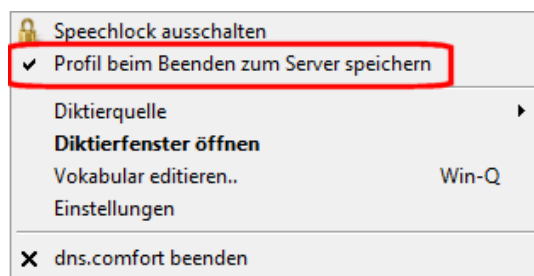 Speechlock ausschalten
Profil beim Beenden zum Server speichern
Diktierquelle
Diktierfenster öffnen
Vokabular editieren.. Win-Q
Einstellungen
dns.comfort beenden